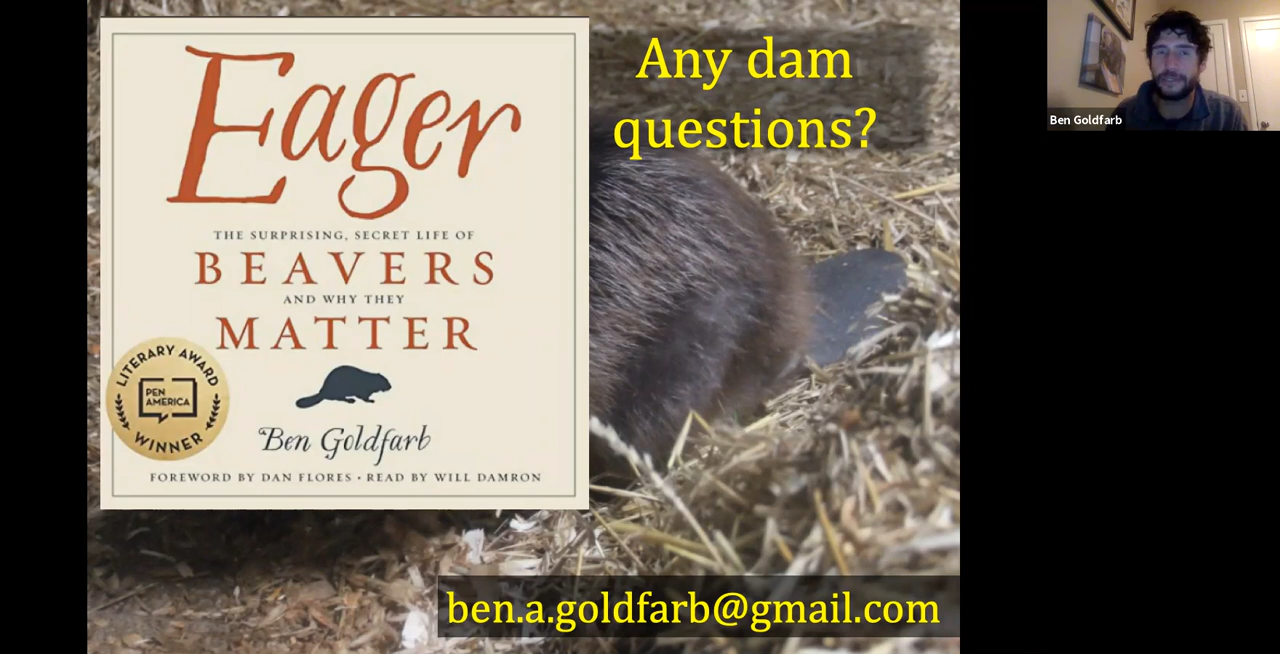 Eager
THE SURPRISING, SECRET LIFE OF
BEAVERS
AND WHY THEY
MATTER
LITERARY AWARD
PEN
AMERICA
WINNER
Ben Goldfarb
FOREWORD BY DAN FLORES • READ BY WILL DAMRON
Any dam
questions?
ben.a.goldfarb@gmail.com
Ben Goldfarb